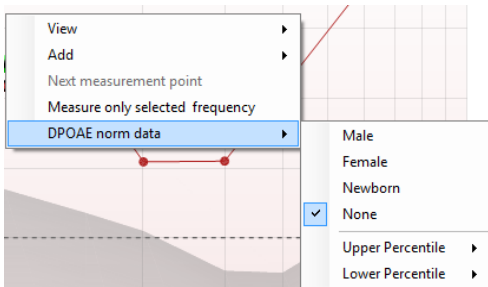 View
Add
Next measurement point
Measure only selected frequency
DPOAE norm data
Male
Female
Newborn
None
Upper Percentile
Lower Percentile